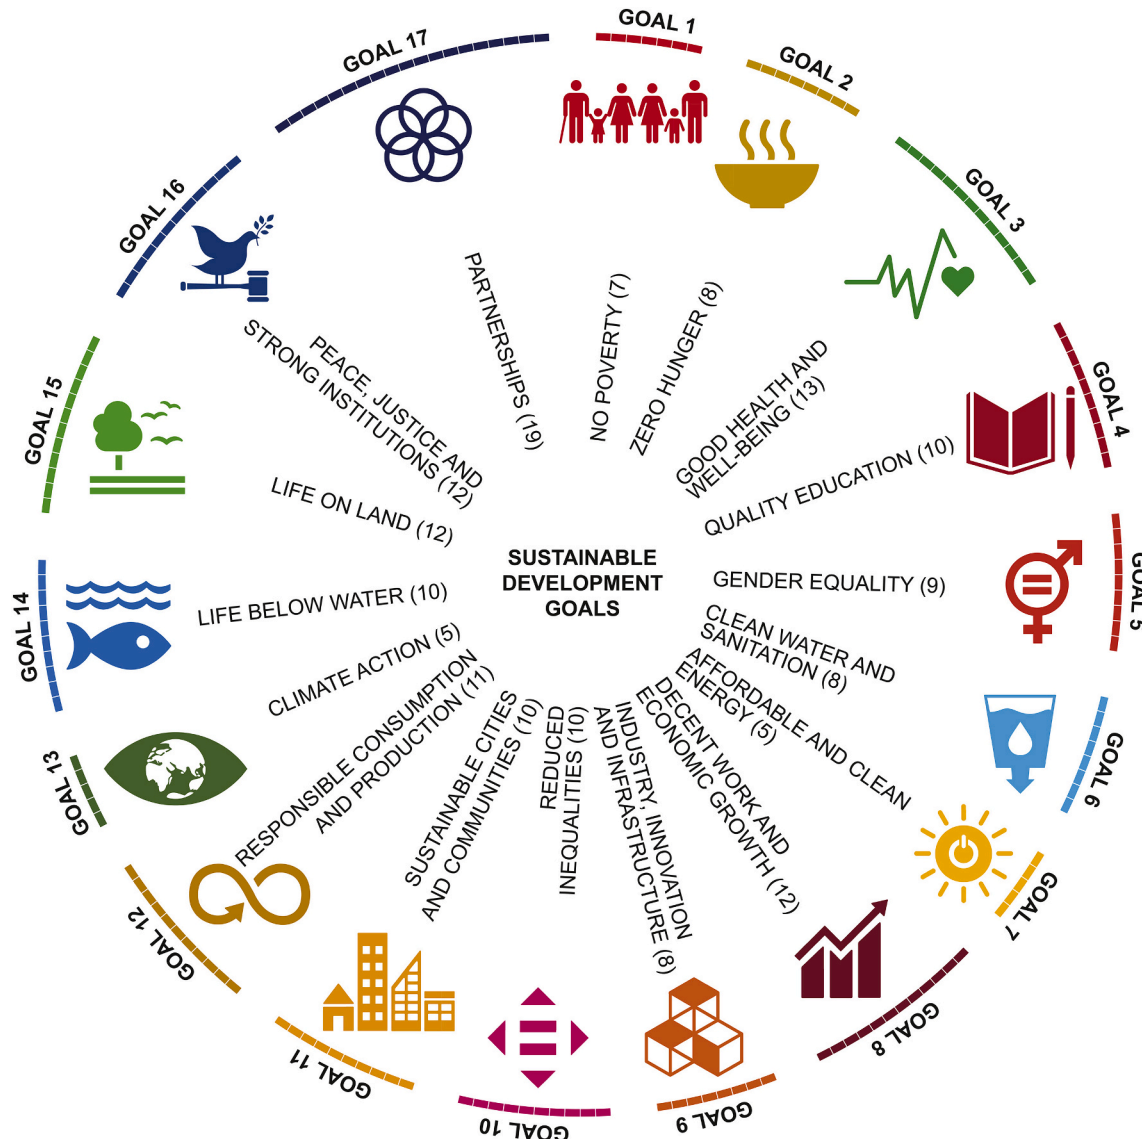 GOAL 1
GOAL 2
GOAL 3
GOAL 4
GOAL 5
GOAL 6
GOAL 7
GOAL 8
GOAL 9
GOAL 10
GOAL 11
GOAL 12
GOAL 13
GOAL 14
GOAL 15
GOAL 16
GOAL 17
NO POVERTY (7)
ZERO HUNGER (8)
GOOD HEALTH AND
WELL-BEING (13)
QUALITY EDUCATION (10)
GENDER EQUALITY (9)
CLEAN WATER AND
SANITATION (8)
AFFORDABLE AND CLEAN
ENERGY (5)
DECENT WORK AND
ECONOMIC GROWTH (12)
INDUSTRY, INNOVATION
AND INFRASTRUCTURE (8)
REDUCED
INEQUALITIES (10)
SUSTAINABLE CITIES
AND COMMUNITIES (10)
RESPONSIBLE CONSUMPTION
AND PRODUCTION (11)
CLIMATE ACTION (5)
LIFE BELOW WATER (10)
LIFE ON LAND (12)
PEACE, JUSTICE AND
STRONG INSTITUTIONS (12)
PARTNERSHIPS (19)
SUSTAINABLE
DEVELOPMENT
GOALS